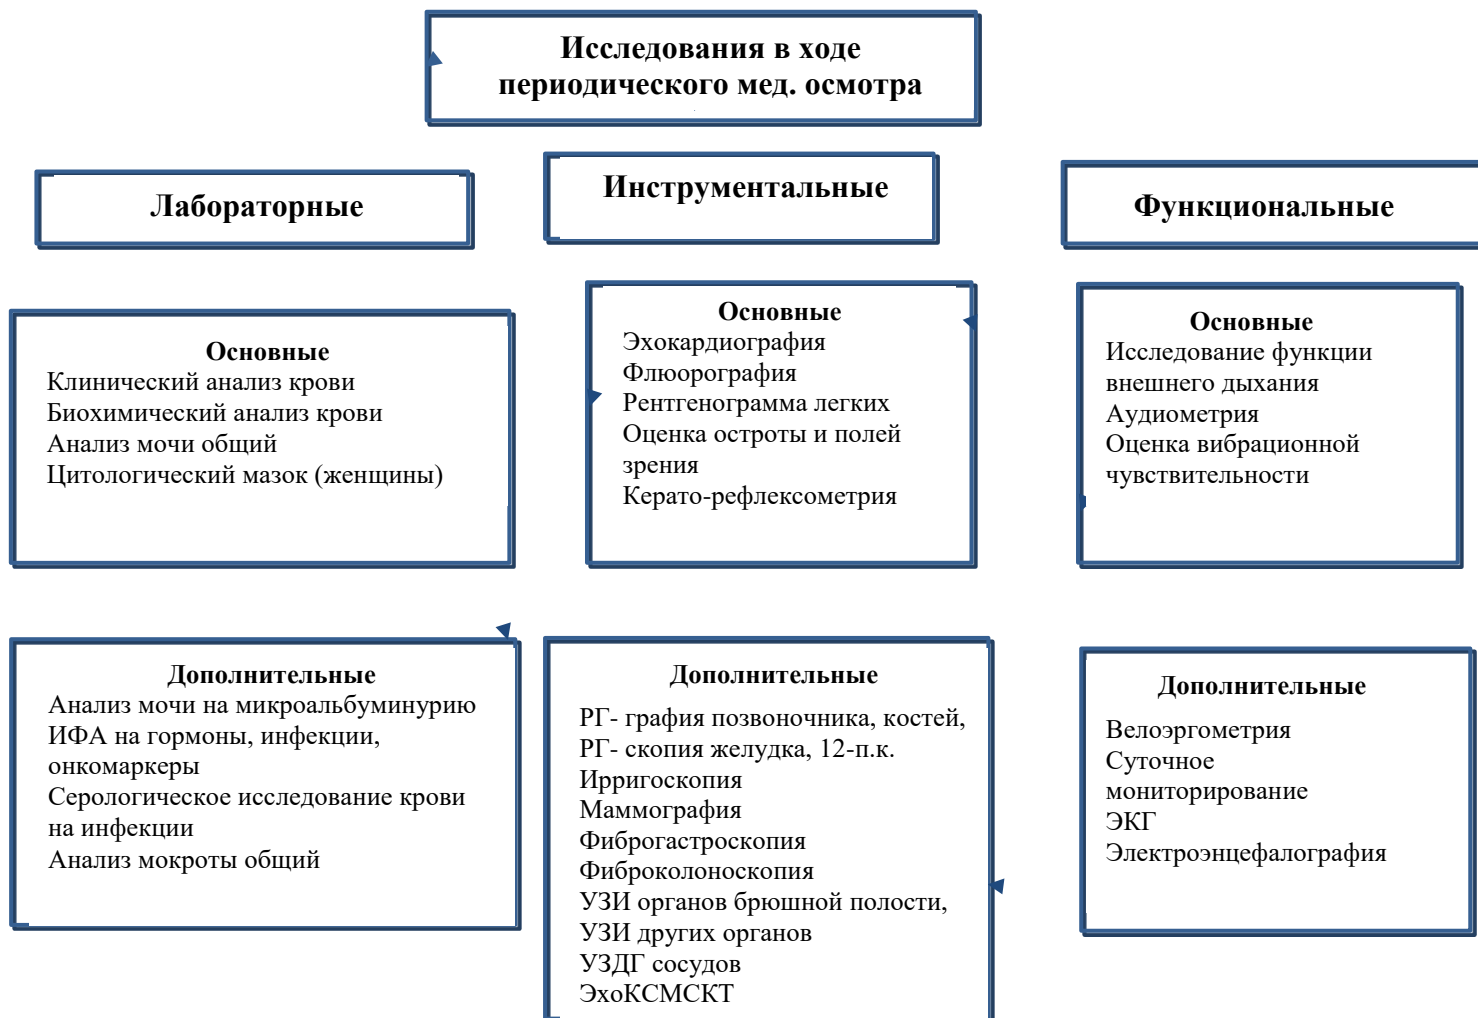 Исследования в ходе
периодического мед. осмотра
Лабораторные
Инструментальные
Функциональные
Основные
Клинический анализ крови
Биохимический анализ крови
Анализ мочи общий
Цитологический мазок (женщины)
Основные
Эхокардиография
Флюорография
Рентгенограмма легких
Оценка остроты и полей
зрения
Керато-рефлексометрия
Основные
Исследование функции
внешнего дыхания
Аудиометрия
Оценка вибрационной
чувствительности
Дополнительные
Анализ мочи на микроальбуминурию
ИФА на гормоны, инфекции,
онкомаркеры
Серологическое исследование крови
на инфекции
Анализ мокроты общий
Дополнительные
РГ- графия позвоночника, костей,
РГ- скопия желудка, 12-п.к.
Ирригоскопия
Маммография
Фиброгастроскопия
Фиброколоноскопия
УЗИ органов брюшной полости,
УЗИ других органов
УЗДГ сосудов
ЭхоКСМСКТ
Дополнительные
Велоэргометрия
Суточное
мониторирование
ЭКГ
Электроэнцефалография